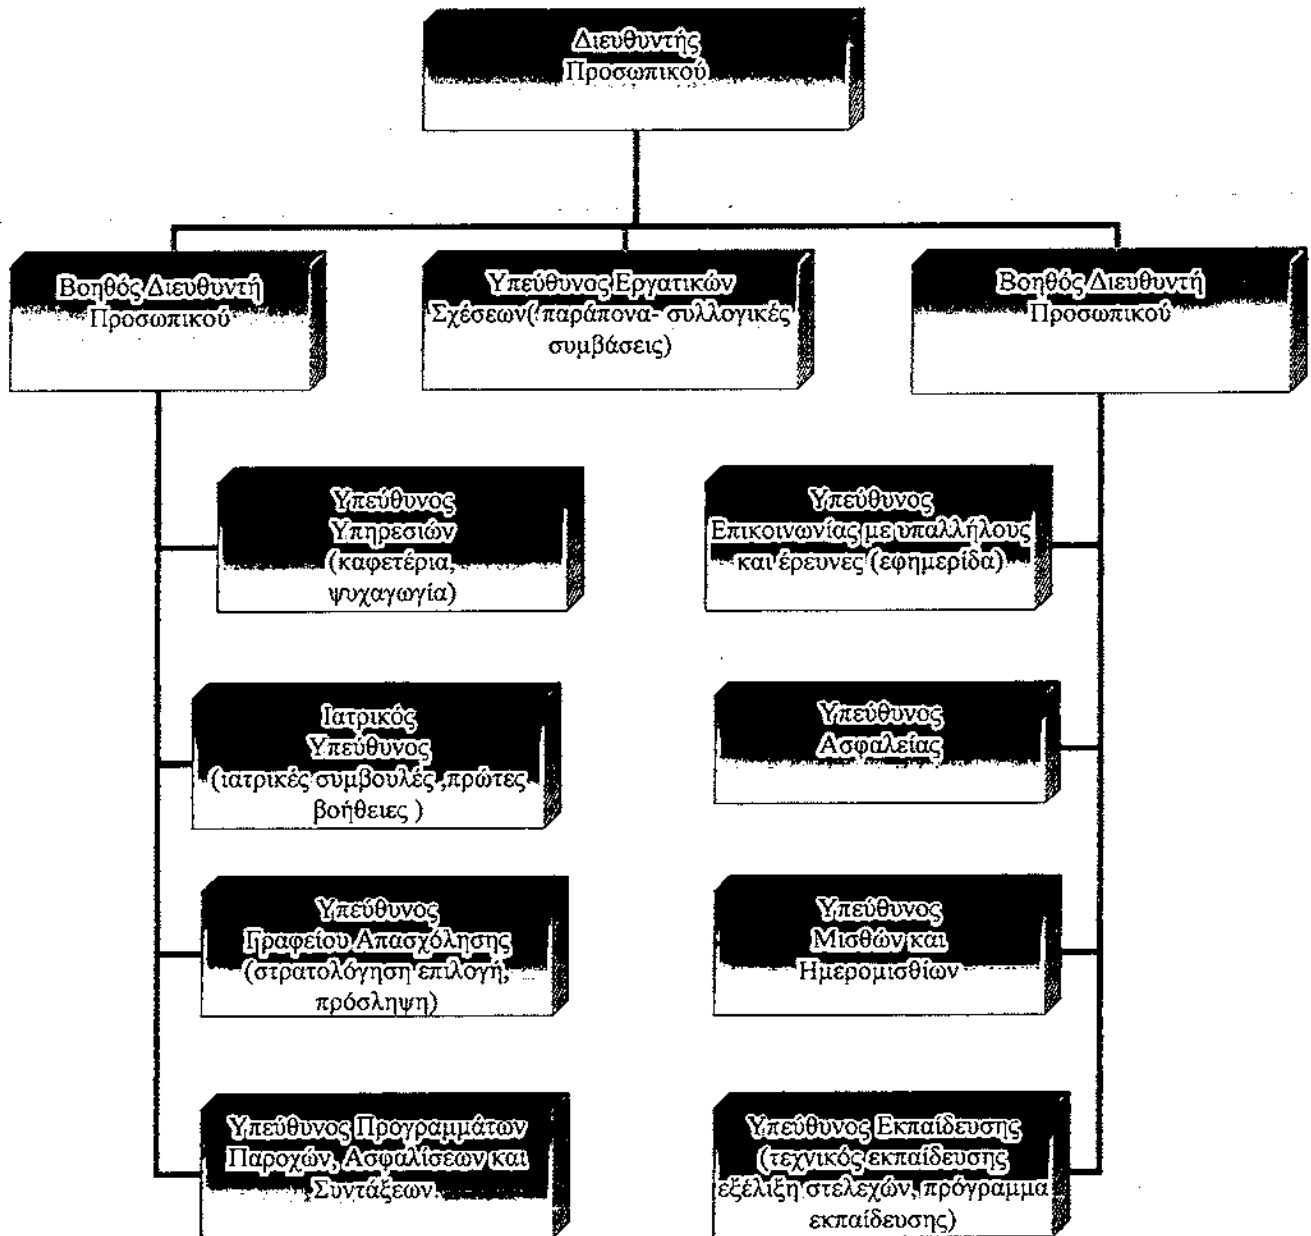 Διευθυντής
Προσωπικού
Βοηθός Διευθυντή
Προσωπικού
Υπεύθυνος Εργατικών
Σχέσεων( παράπονα- συλλογικές
συμβάσεις)
Βοηθός Διευθυντή
Προσωπικού
Υπεύθυνος
Υπηρεσιών
(καφετέρια,
ψυχαγωγία)
Υπεύθυνος
Επικοινωνίας με υπαλλήλους
και έρευνες (εφημερίδα)
Ιατρικός
Υπεύθυνος
(ιατρικές συμβουλές ,πρώτες
βοήθειες )
Υπεύθυνος
Ασφαλείας
Υπεύθυνος
Γραφείου Απασχόλησης
(στρατολόγηση επιλογή,
πρόσληψη)
Υπεύθυνος
Μισθών και
Ημερομισθίων
Υπεύθυνος Προγραμμάτων
Παροχών, Ασφαλίσεων και
Συντάξεων.
Υπεύθυνος Εκπαίδευσης
(τεχνικός εκπαίδευσης
εξέλιξη στελεχών, πρόγραμμα
εκπαίδευσης)